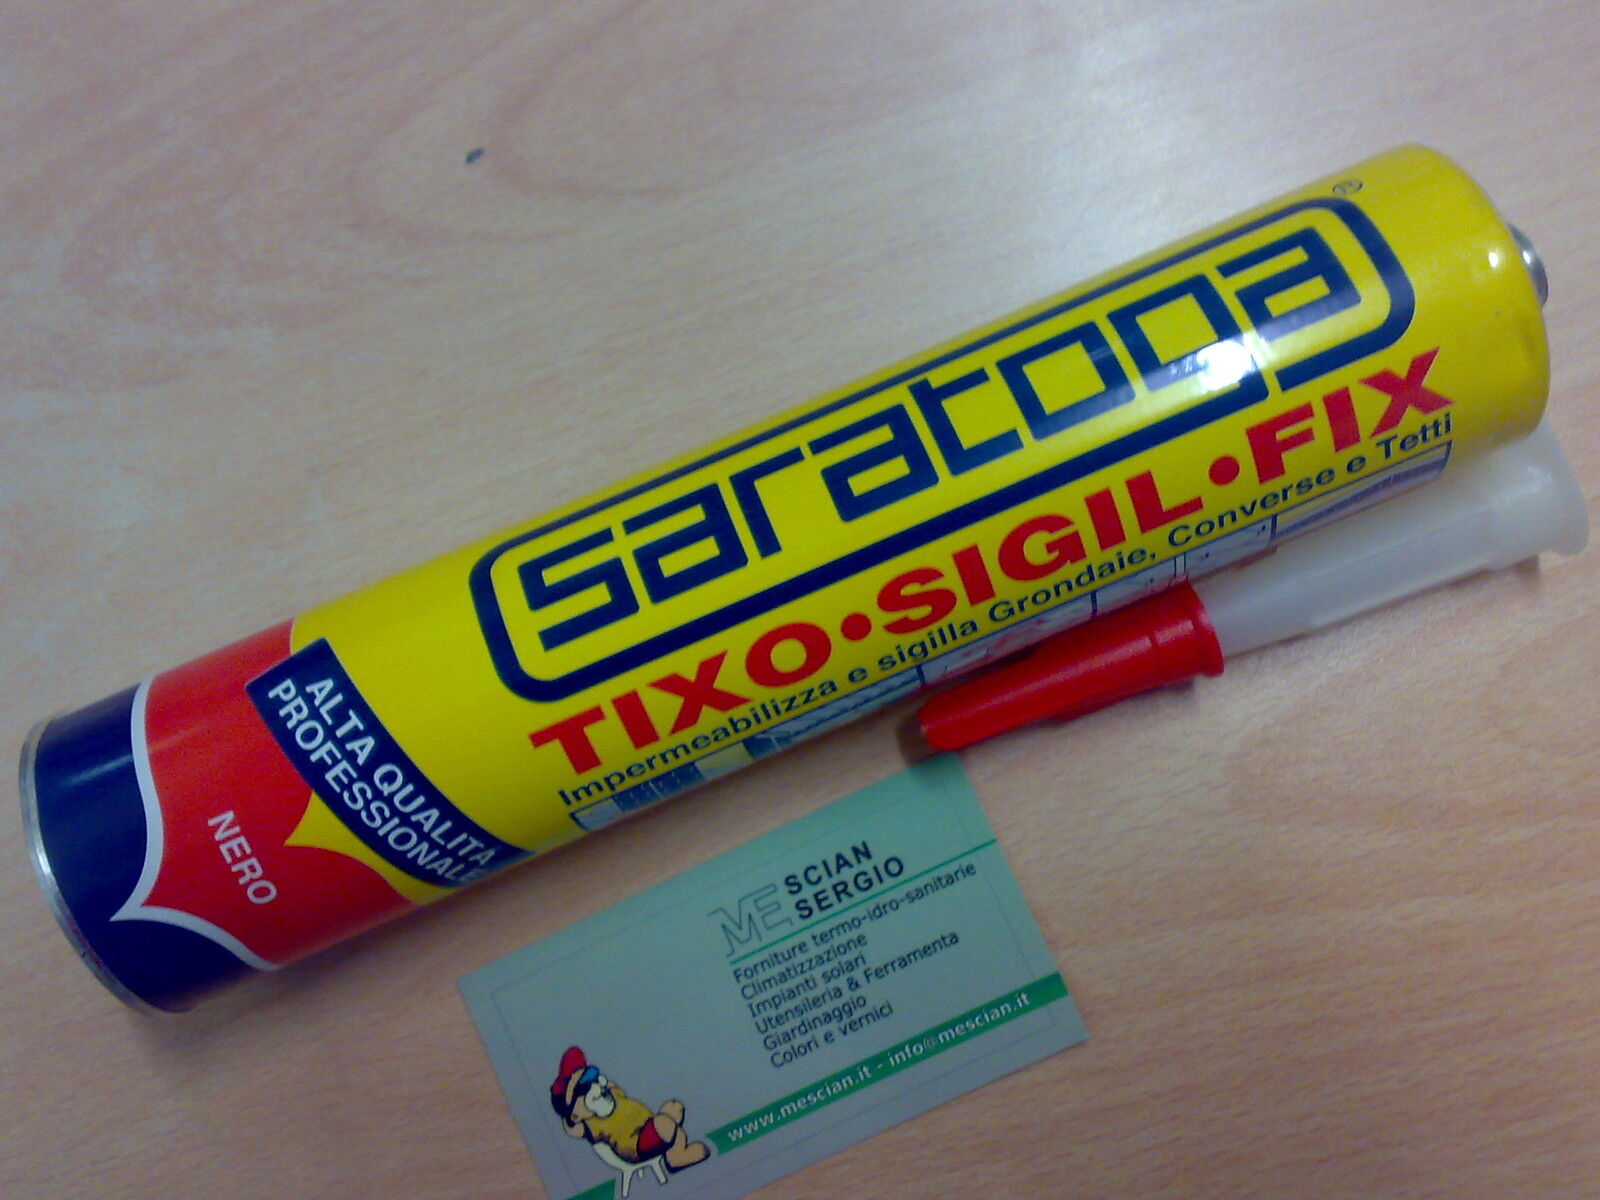 saratoga®
TIXO•SIGIL•FIX
Impermeabilizza e sigilla Grondaie, Converse e Tetti
ALTA QUALITA
PROFESSIONALE
NERO
ME SCIAN
SERGIO
Forniture termo-idro-sanitarie
Climatizzazione
Impianti solari
Utensileria & Ferramenta
Giardinaggio
Colori e vernici
www.mescian.it - info@mescian.it